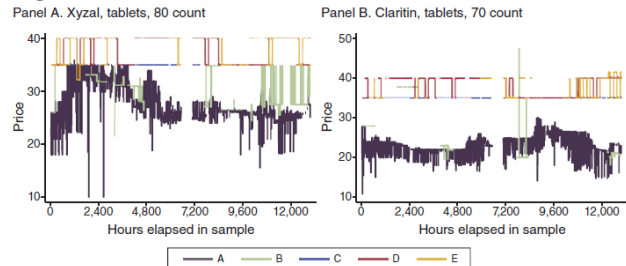 Panel A. Xyzal, tablets, 80 count
Price
40
30
20
10
0 2,400 4,800 7,200 9,600 12,000
Hours elapsed in sample
Panel B. Claritin, tablets, 70 count
Price
50
40
30
20
10
0 2,400 4,800 7,200 9,600 12,000
Hours elapsed in sample
A B C D E